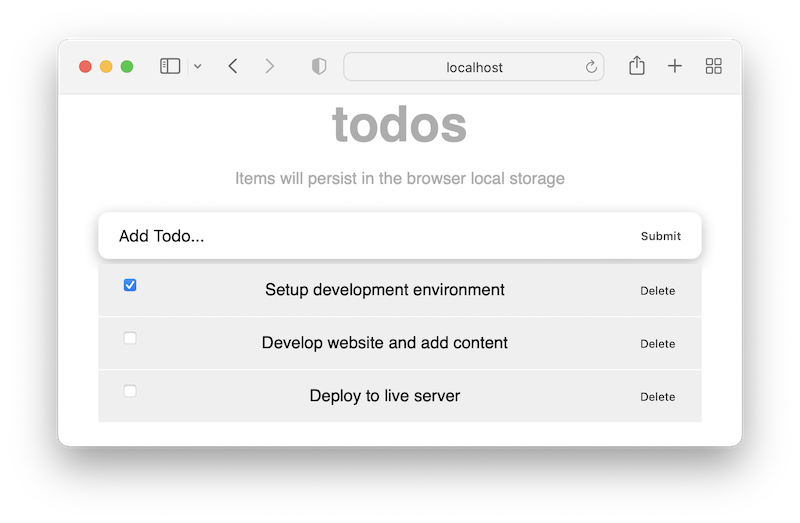 localhost
todos
Items will persist in the browser local storage
Add Todo... Submit
Setup development environment Delete
Develop website and add content Delete
Deploy to live server Delete